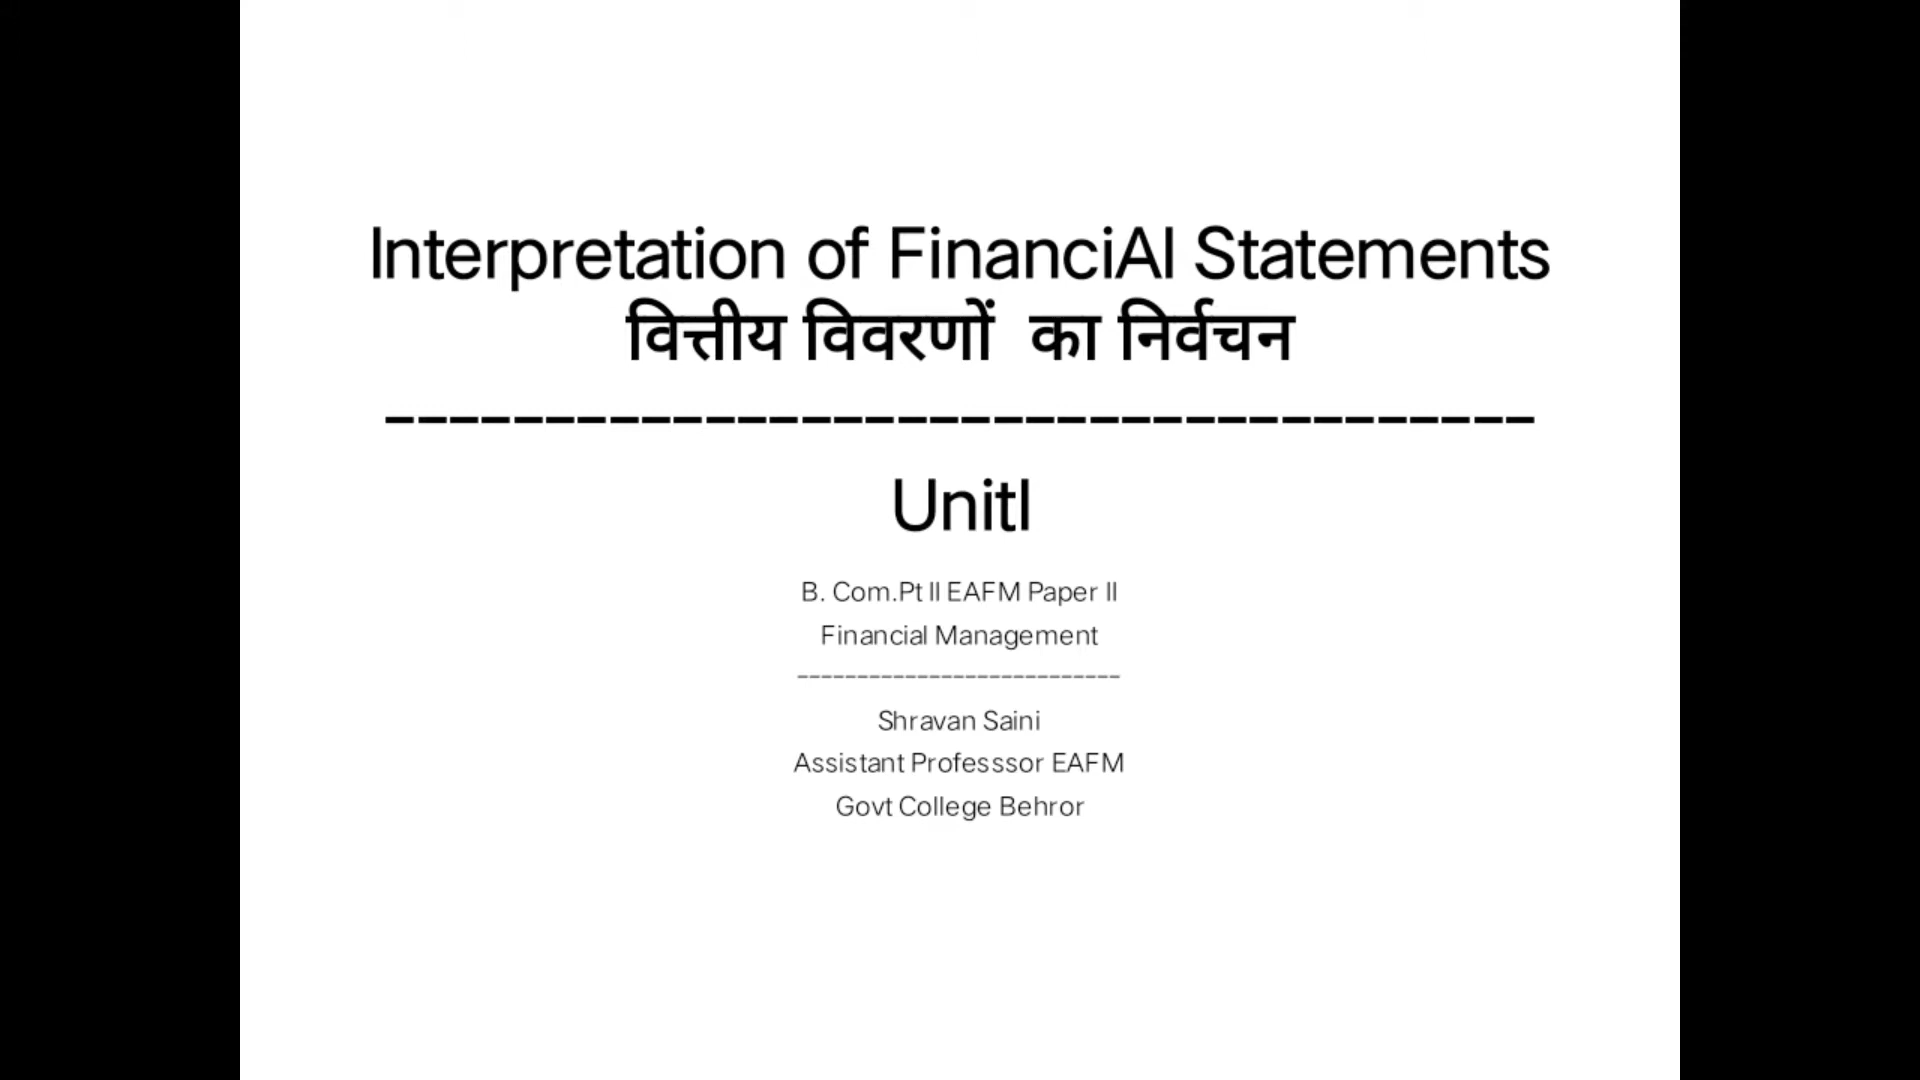 Interpretation of FinanciAl Statements
वित्तीय विवरणों का निर्वचन
------------------------------------
UnitI
B. Com.Pt II EAFM Paper II
Financial Management
---------------------------
Shravan Saini
Assistant Professsor EAFM
Govt College Behror